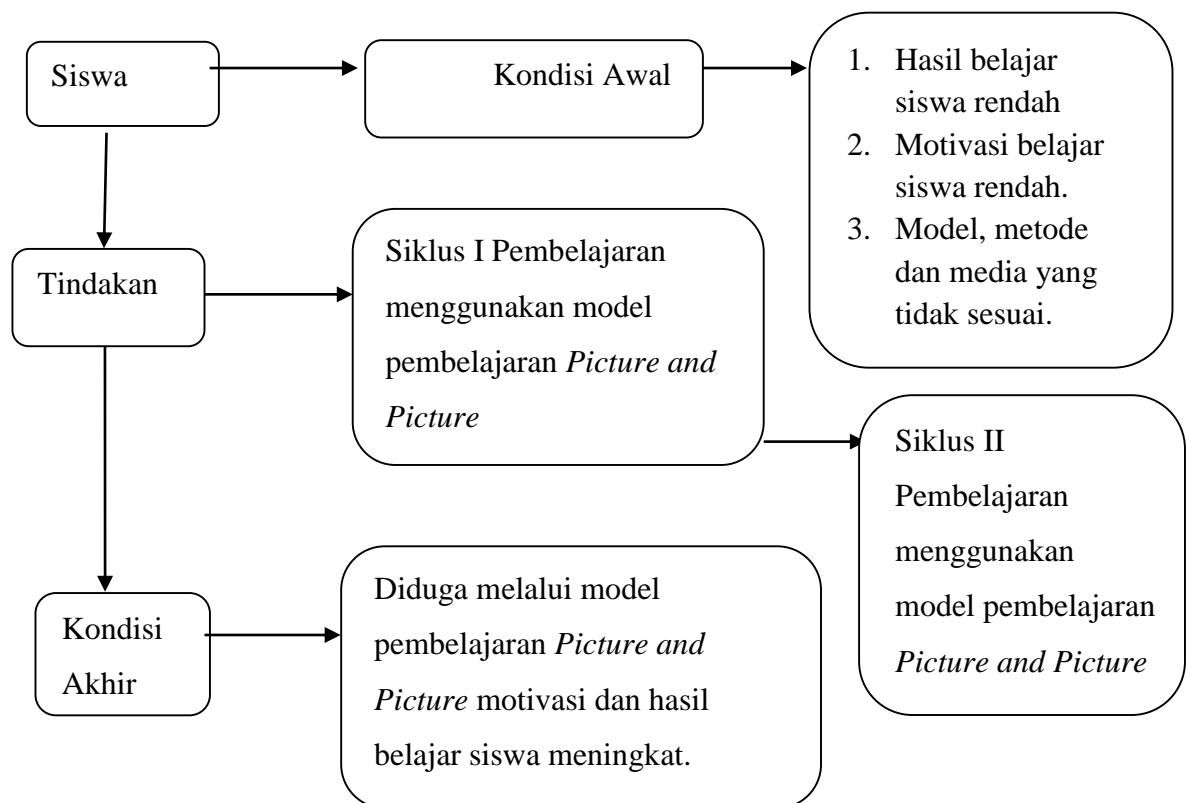 Siswa
Kondisi Awal
1. Hasil belajar
siswa rendah
2. Motivasi belajar
siswa rendah.
3. Model, metode
dan media yang
tidak sesuai.
Tindakan
Siklus I Pembelajaran
menggunakan model
pembelajaran Picture and
Picture
Siklus II
Pembelajaran
menggunakan
model pembelajaran
Picture and Picture
Kondisi
Akhir
Diduga melalui model
pembelajaran Picture and
Picture motivasi dan hasil
belajar siswa meningkat.